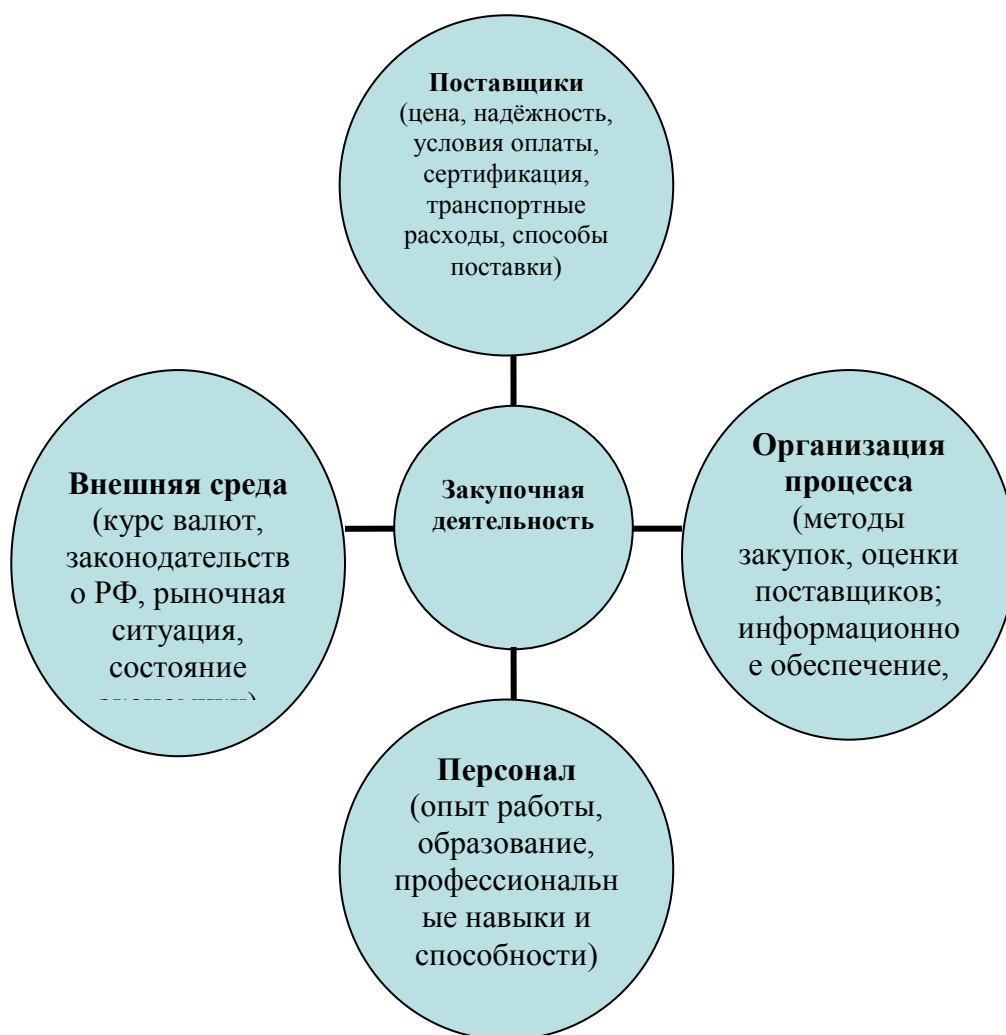 Поставщики
(цена, надёжность,
условия оплаты,
сертификация,
транспортные
расходы, способы
поставки)
Внешняя среда
(курс валют,
законодательств
о РФ, рыночная
ситуация,
состояние
Закупочная
деятельность
Организация
процесса
(методы
закупок, оценки
поставщиков;
информационно
е обеспечение,
Персонал
(опыт работы,
образование,
профессиональн
ые навыки и
способности)